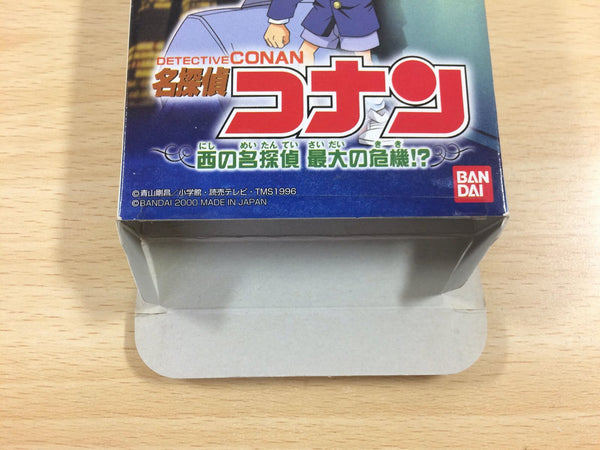 DETECTIVE CONAN
名探偵
コナン
にし めいたんてい さいだい きき
西の名探偵 最大の危機!?
©青山剛昌/小学館・読売テレビ・TMS1996
©BANDAI 2000 MADE IN JAPAN
BAN
DAI